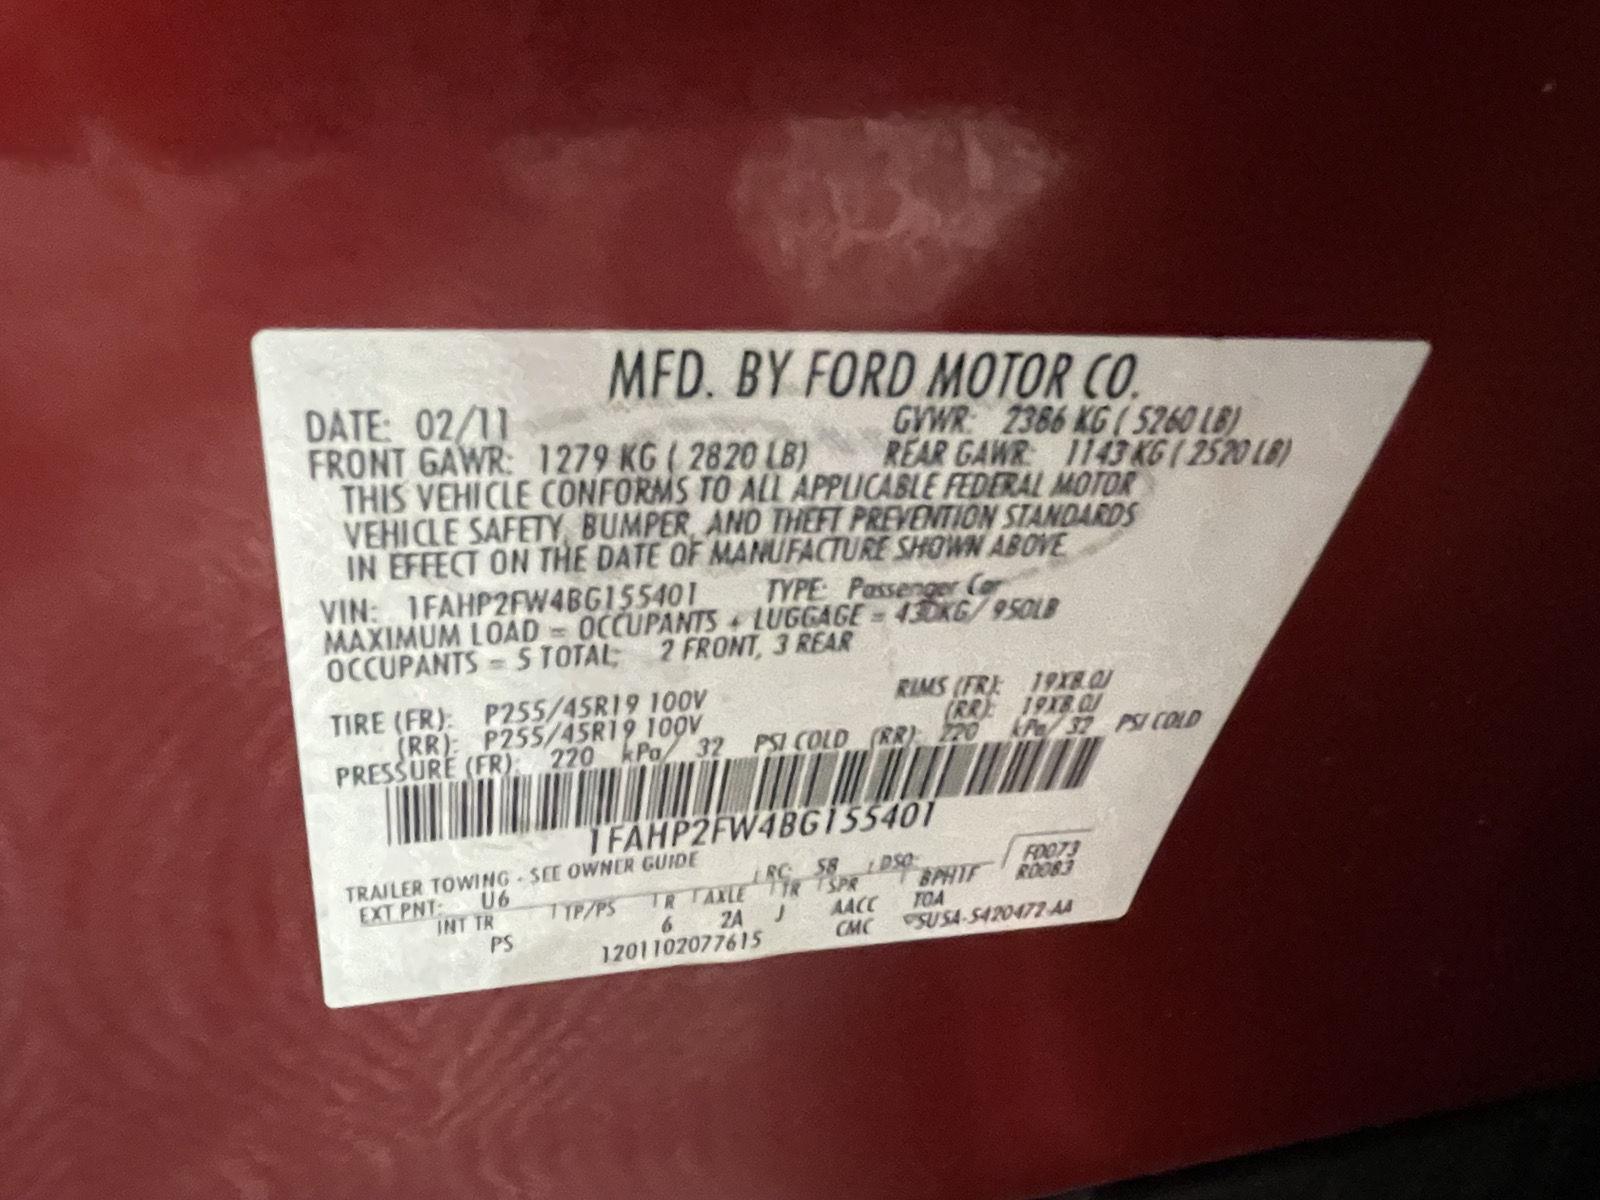 MFD. BY FORD MOTOR CO.
DATE: 02/11 GVWR: 2386 KG ( 5260 LB)
FRONT GAWR: 1279 KG ( 2820 LB) REAR GAWR: 1143 KG ( 2520 LB)
THIS VEHICLE CONFORMS TO ALL APPLICABLE FEDERAL MOTOR
VEHICLE SAFETY, BUMPER, AND THEFT PREVENTION STANDARDS
IN EFFECT ON THE DATE OF MANUFACTURE SHOWN ABOVE.
VIN: 1FAHP2FW4BG155401 TYPE: Passenger Car
MAXIMUM LOAD = OCCUPANTS + LUGGAGE = 430KG/ 950LB
OCCUPANTS = 5 TOTAL; 2 FRONT, 3 REAR
TIRE (FR): P255/45R19 100V RIMS (FR): 19X8.0J
(RR): P255/45R19 100V (RR): 19X8.0J
PRESSURE (FR): 220 kPa/ 32 PSI COLD (RR): 220 kPa/ 32 PSI COLD
1FAHP2FW4BG155401
TRAILER TOWING - SEE OWNER GUIDE F0073
EXT PNT: U6 RC: 58 DSO: R0083
INT TR TP/PS R AXLE TR SPR BPHTF
PS 6 2A J AACC TOA
1201102077615 CMC 5U5A-5420472-AA